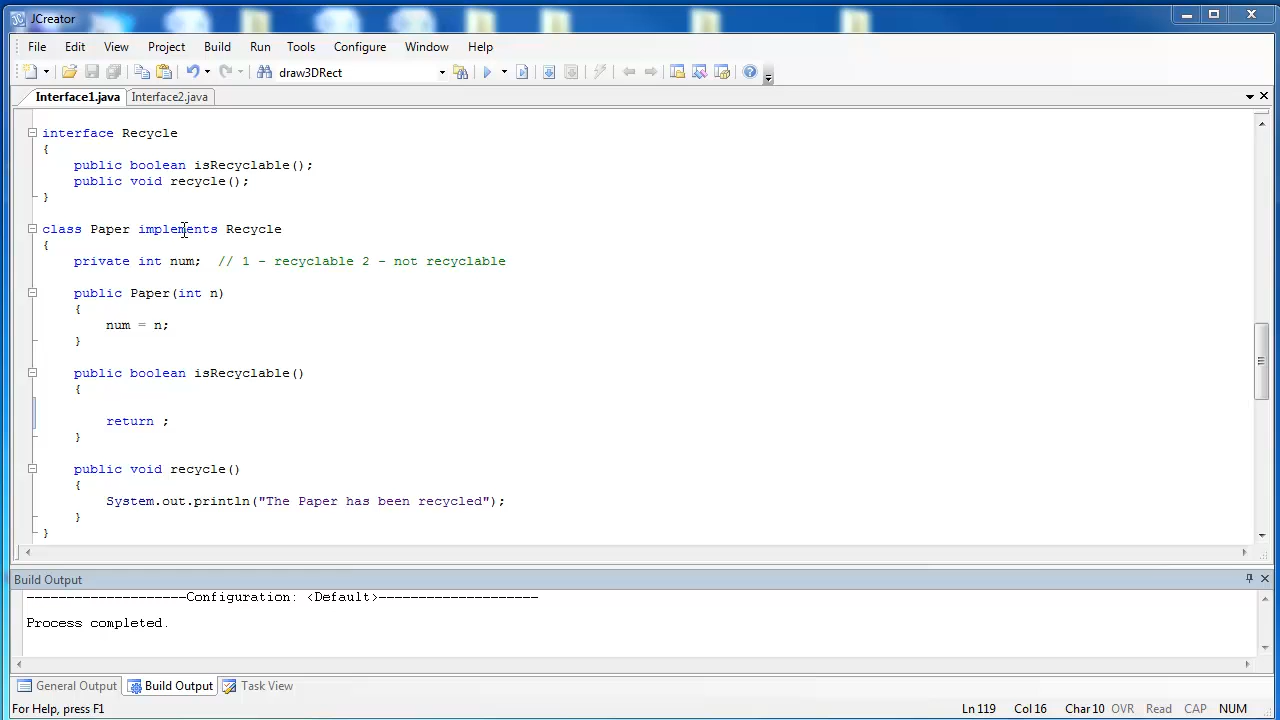 JCreator
File Edit View Project Build Run Tools Configure Window Help
draw3DRect
Interface1.java Interface2.java
interface Recycle
{
public boolean isRecyclable();
public void recycle();
}
class Paper implements Recycle
{
private int num;  // 1 - recyclable 2 - not recyclable
public Paper(int n)
{
num = n;
}
public boolean isRecyclable()
{
return ;
}
public void recycle()
{
System.out.println("The Paper has been recycled");
}
}
Build Output
--------------------Configuration: <Default>--------------------
Process completed.
General Output Build Output Task View
For Help, press F1 Ln 119 Col 16 Char 10 OVR Read CAP NUM